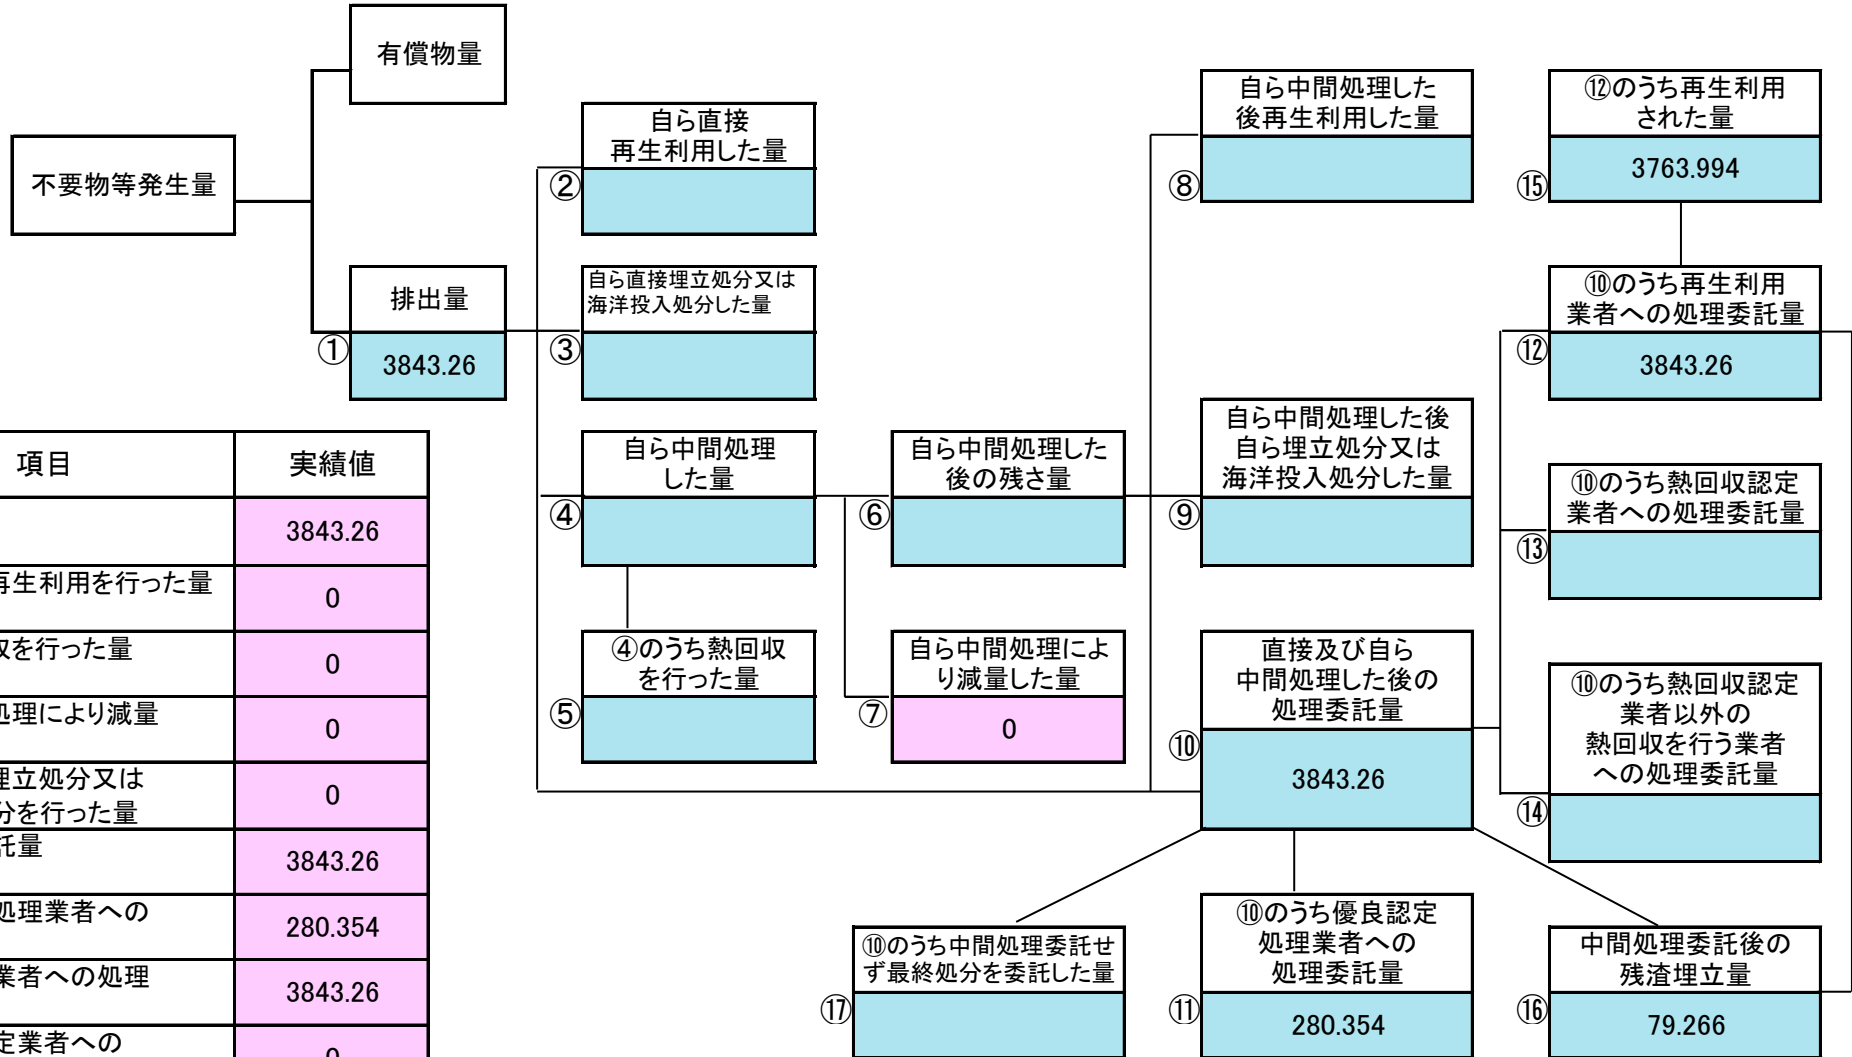 有償物量
不要物等発生量
排出量
①
3843.26
自ら直接
再生利用した量
②
自ら直接埋立処分又は
海洋投入処分した量
③
自ら中間処理
した量
④
④のうち熱回収
を行った量
⑤
自ら中間処理した
後の残さ量
⑥
自ら中間処理によ
り減量した量
⑦
0
自ら中間処理した
後再生利用した量
⑧
自ら中間処理した後
自ら埋立処分又は
海洋投入処分した量
⑨
直接及び自ら
中間処理した後の
処理委託量
⑩
3843.26
⑫のうち再生利用
された量
⑮
3763.994
⑩のうち再生利用
業者への処理委託量
⑫
3843.26
⑩のうち熱回収認定
業者への処理委託量
⑬
⑩のうち熱回収認定
業者以外の
熱回収を行う業者
への処理委託量
⑭
⑩のうち中間処理委託せ
ず最終処分を委託した量
⑰
⑩のうち優良認定
処理業者への
処理委託量
⑪
280.354
中間処理委託後の
残渣埋立量
⑯
79.266
項目 実績値
3843.26
再生利用を行った量
0
を行った量
0
処理により減量
0
埋立処分又は
分を行った量
0
託量
3843.26
処理業者への
280.354
業者への処理
3843.26
定業者への
0